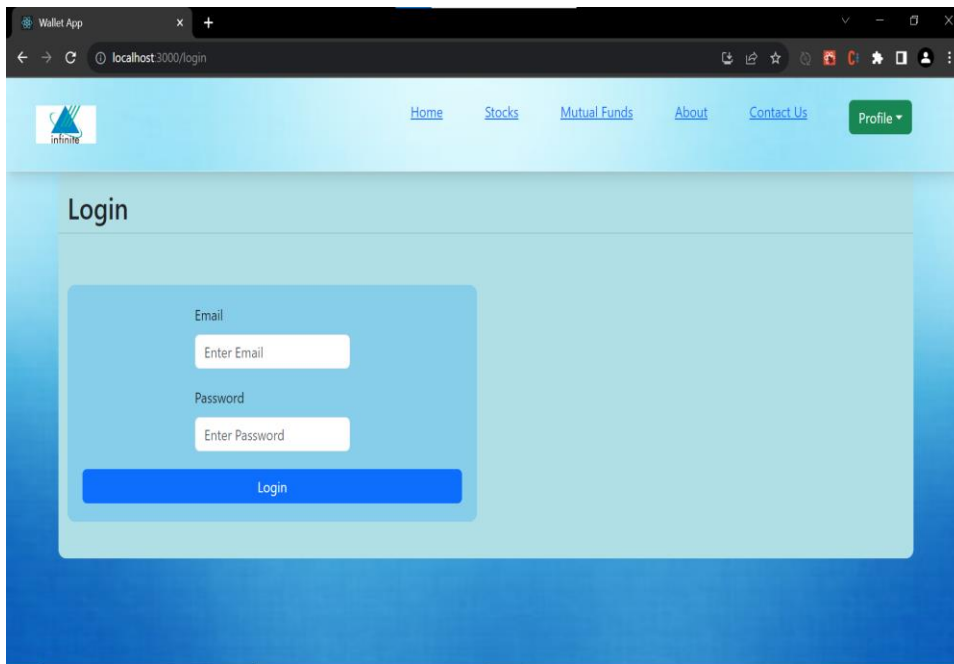 Wallet App
localhost:3000/login
infinite
Home Stocks Mutual Funds About Contact Us Profile
Login
Email
Enter Email
Password
Enter Password
Login